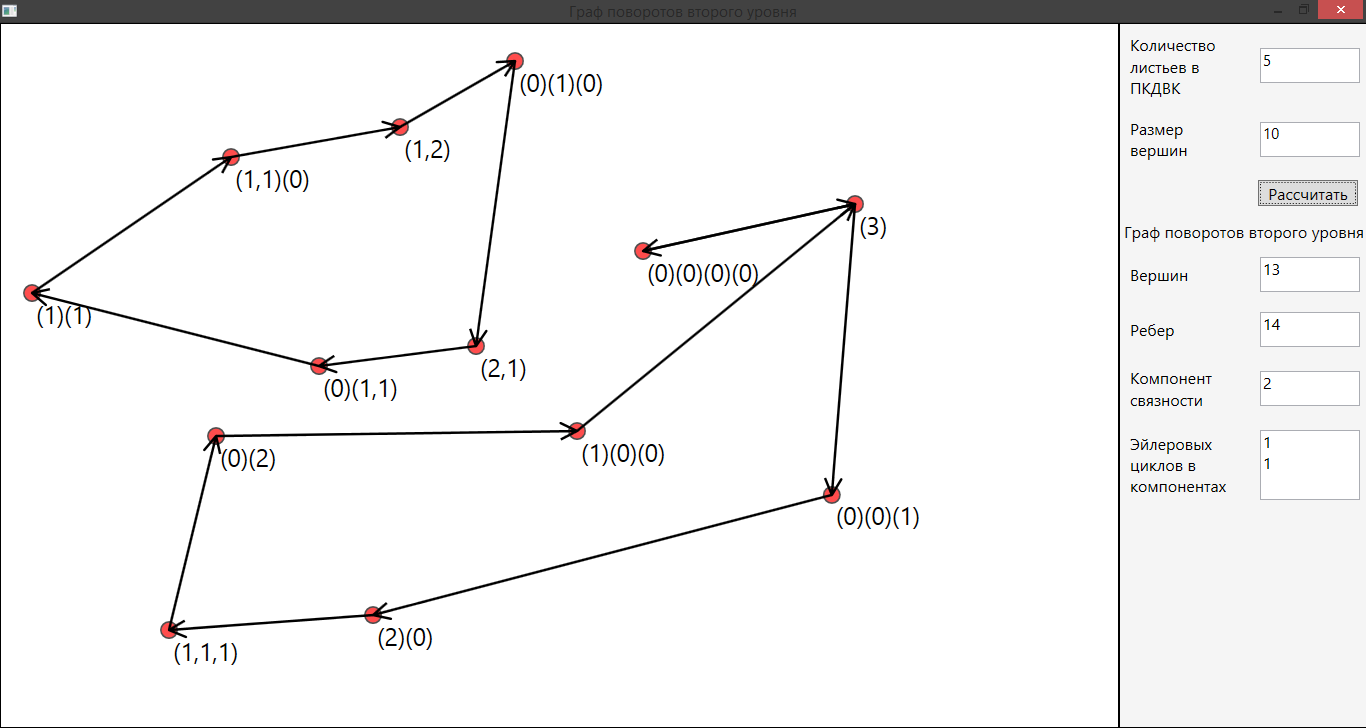 Граф поворотов второго уровня
(0)(1)(0)
(1,2)
(1,1)(0)
(3)
(0)(0)(0)(0)
(1)(1)
(2,1)
(0)(1,1)
(0)(2)
(1)(0)(0)
(0)(0)(1)
(2)(0)
(1,1,1)
Количество
листьев в
ПКДВК
5
Размер
вершин
10
Рассчитать
Граф поворотов второго уровня
Вершин
13
Ребер
14
Компонент
связности
2
Эйлеровых
циклов в
компонентах
1
1